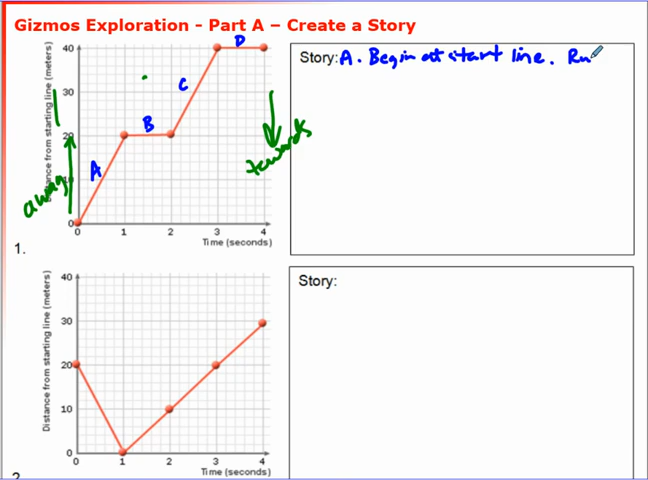 Gizmos Exploration - Part A – Create a Story
Distance from starting line (meters)
40
30
20
10
0
0 1 2 3 4
Time (seconds)
A
B
C
D
away
towards
Story: A. Begin at start line. Run
1.
Distance from starting line (meters)
40
30
20
10
0
0 1 2 3 4
Time (seconds)
Story:
2